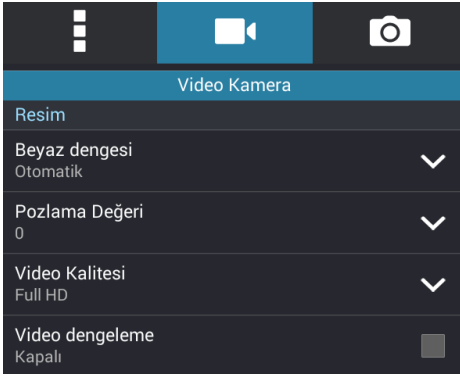 Video Kamera
Resim
Beyaz dengesi
Otomatik
Pozlama Değeri
0
Video Kalitesi
Full HD
Video dengeleme
Kapalı